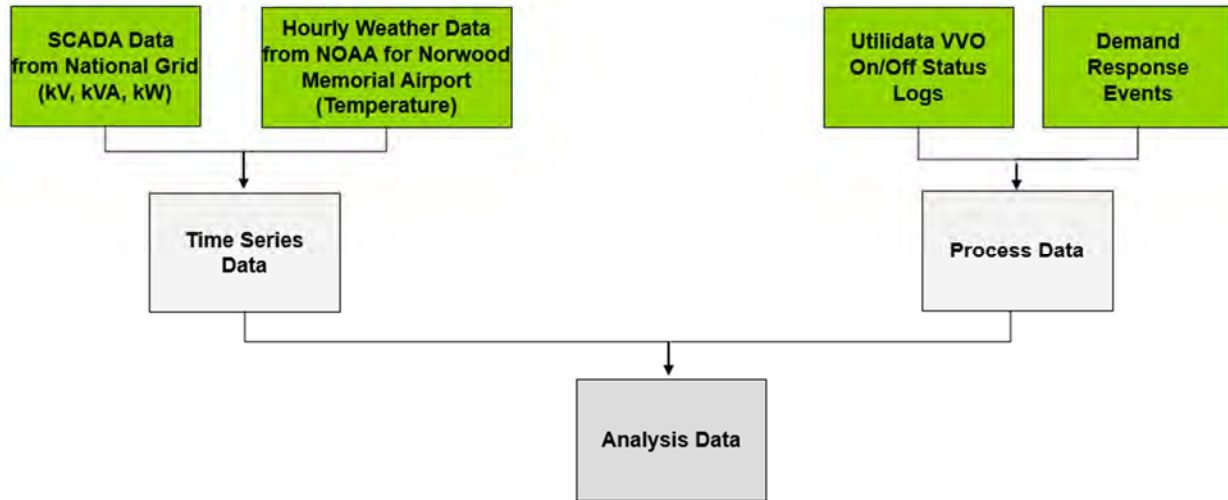 SCADA Data
from National Grid
(kV, kVA, kW)
Hourly Weather Data
from NOAA for Norwood
Memorial Airport
(Temperature)
Utilidata VVO
On/Off Status
Logs
Demand
Response
Events
Time Series
Data
Process Data
Analysis Data